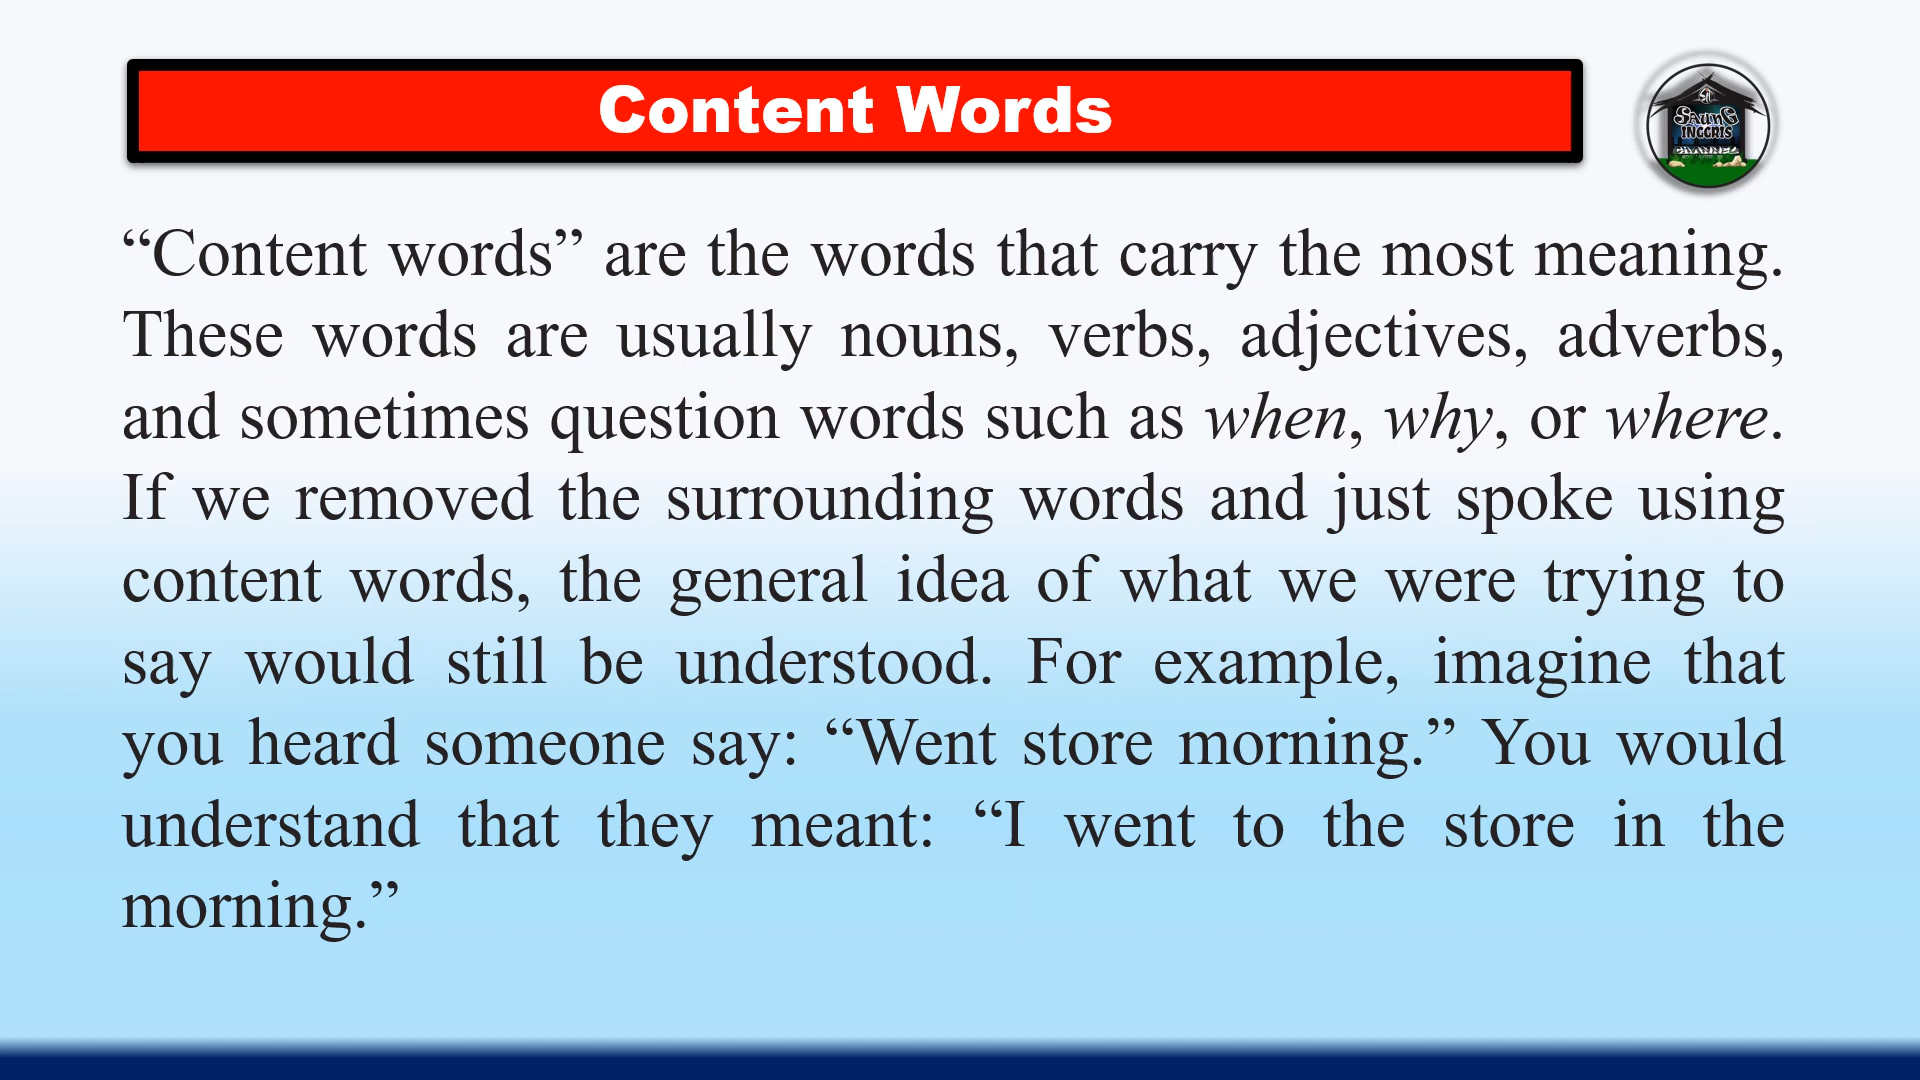 Content Words
SAUNG
INGGRIS
CHANNEL
“Content words” are the words that carry the most meaning.
These words are usually nouns, verbs, adjectives, adverbs,
and sometimes question words such as when, why, or where.
If we removed the surrounding words and just spoke using
content words, the general idea of what we were trying to
say would still be understood. For example, imagine that
you heard someone say: “Went store morning.” You would
understand that they meant: “I went to the store in the
morning.”